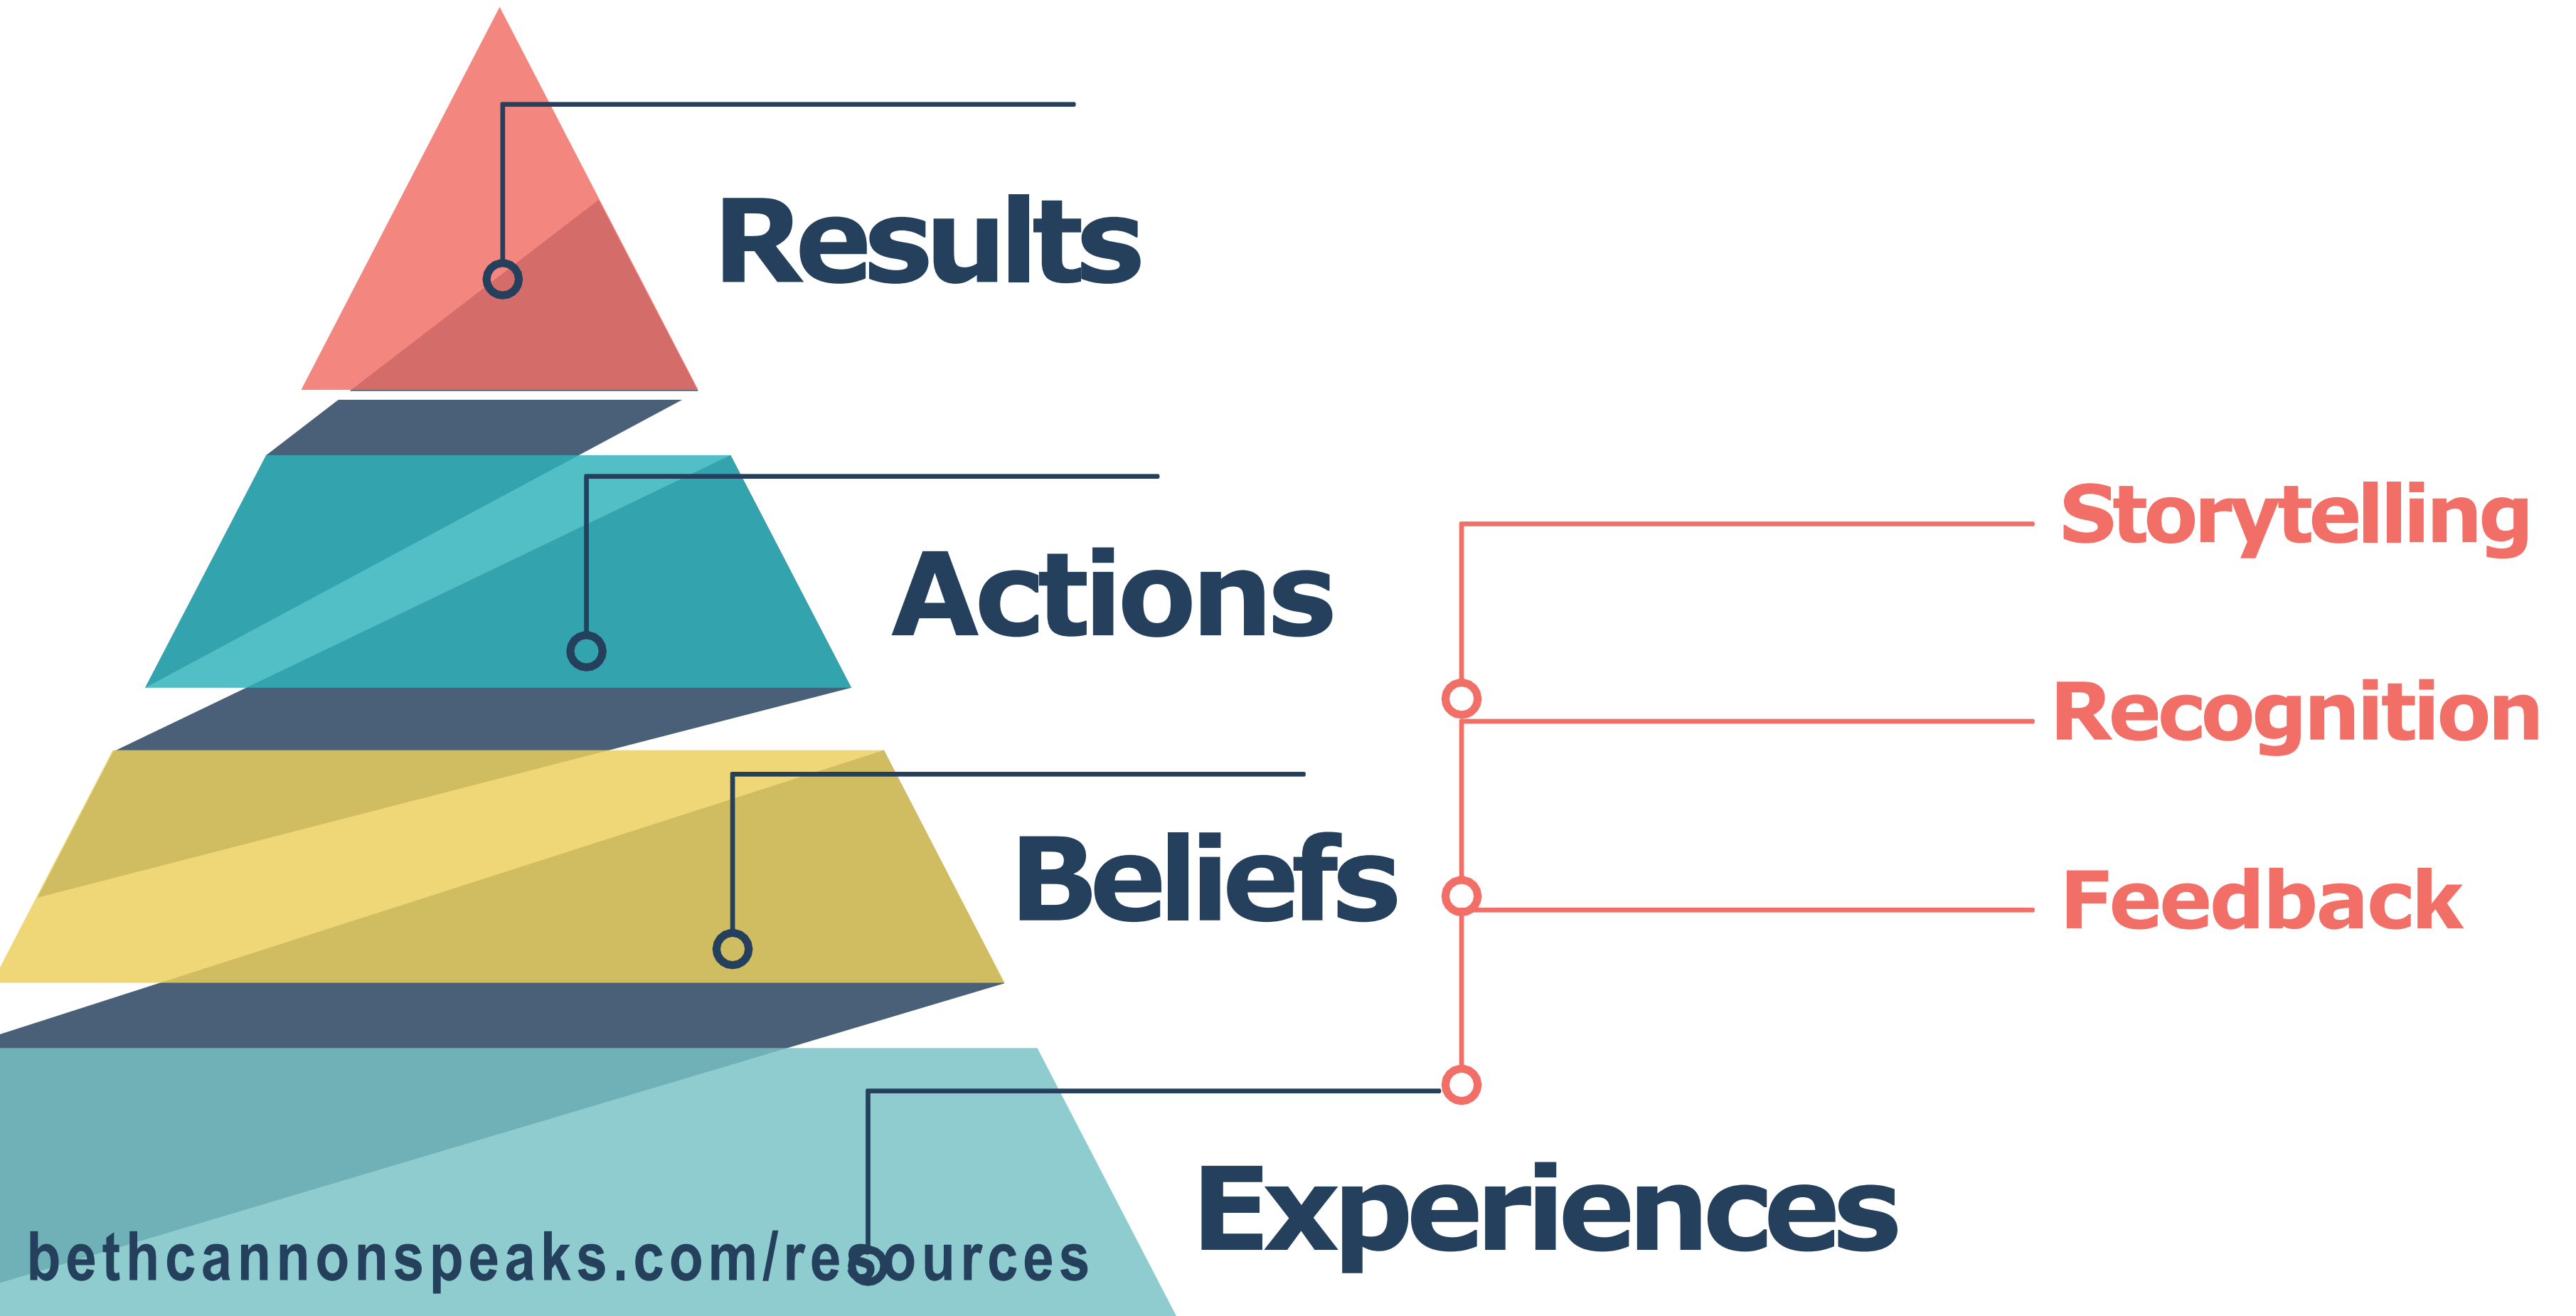 Results
Actions
Storytelling
Recognition
Beliefs
Feedback
Experiences
bethcannonspeaks.com/resources